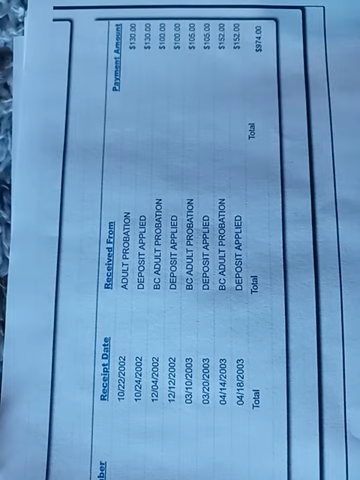 ber Receipt Date Received From Payment Amount
10/22/2002 ADULT PROBATION $130.00
10/24/2002 DEPOSIT APPLIED $130.00
12/04/2002 BC ADULT PROBATION $100.00
12/12/2002 DEPOSIT APPLIED $100.00
03/10/2003 BC ADULT PROBATION $105.00
03/20/2003 DEPOSIT APPLIED $105.00
04/14/2003 BC ADULT PROBATION $152.00
04/18/2003 DEPOSIT APPLIED $152.00
Total Total Total $974.00